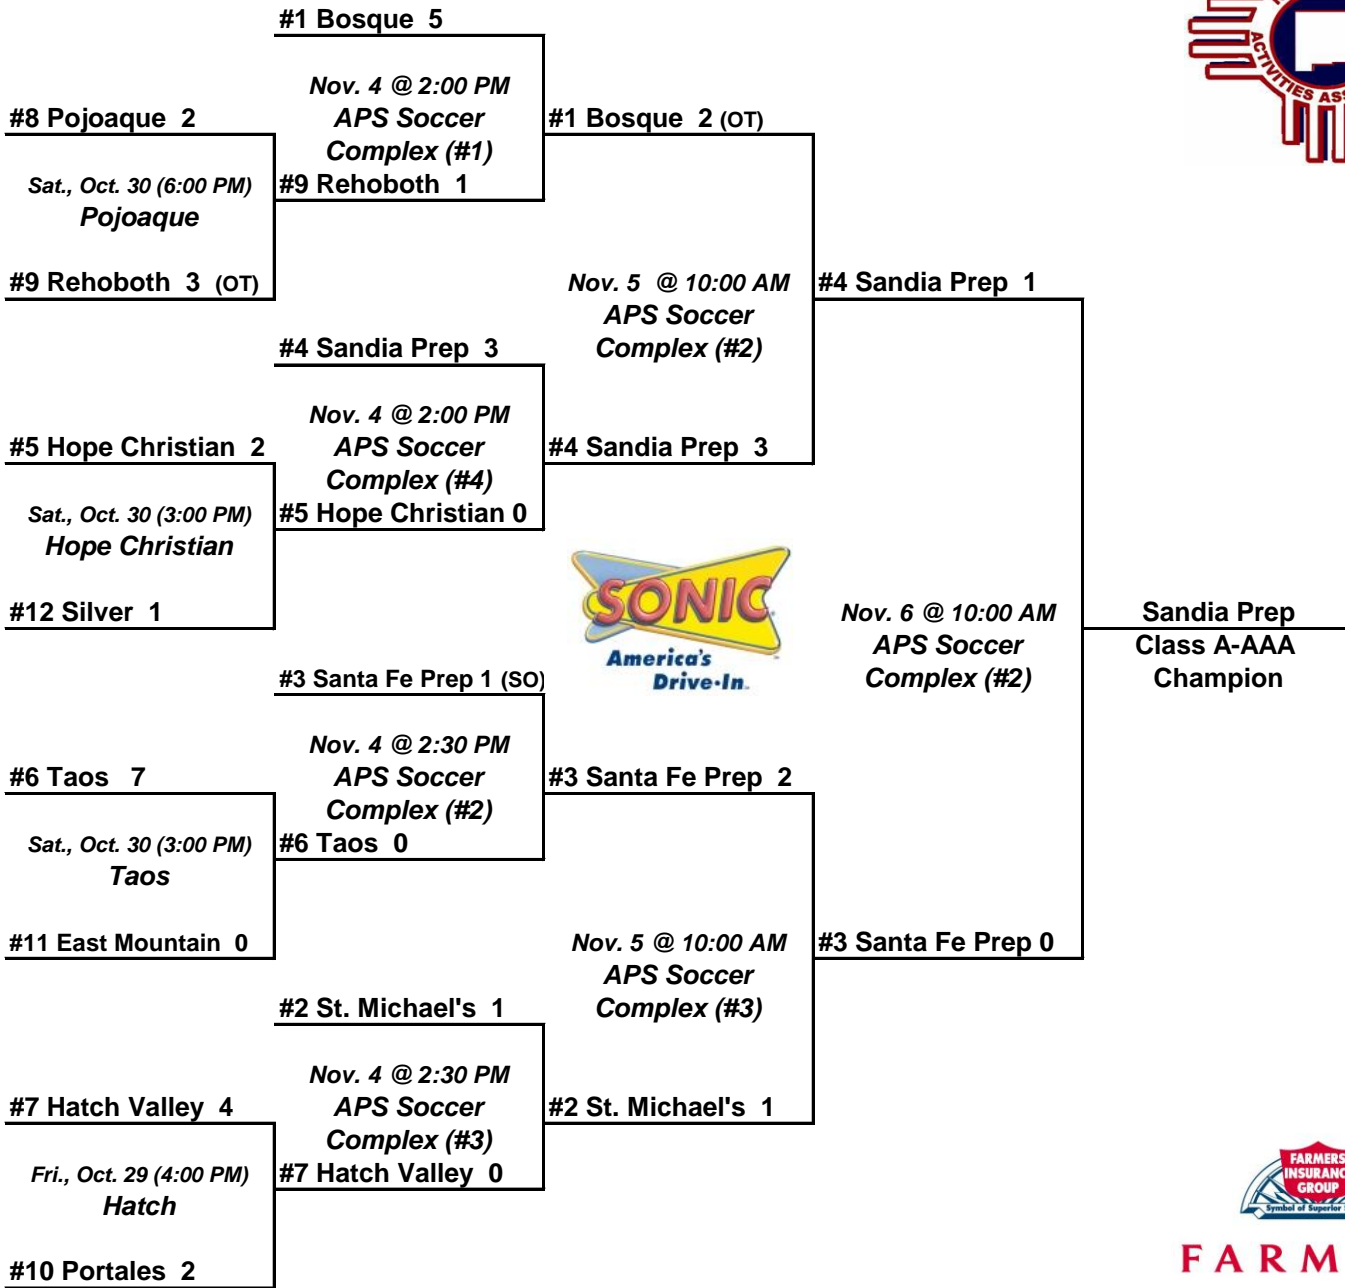 #1 Bosque 5
Nov. 4 @ 2:00 PM
APS Soccer
Complex (#1)
#9 Rehoboth 1
#8 Pojoaque 2
Sat., Oct. 30 (6:00 PM)
Pojoaque
#9 Rehoboth 3 (OT)
#1 Bosque 2 (OT)
Nov. 5 @ 10:00 AM
APS Soccer
Complex (#2)
#4 Sandia Prep 1
#4 Sandia Prep 3
Nov. 4 @ 2:00 PM
APS Soccer
Complex (#4)
#5 Hope Christian 0
#5 Hope Christian 2
Sat., Oct. 30 (3:00 PM)
Hope Christian
#12 Silver 1
#4 Sandia Prep 3
SONIC
America's
Drive-In
Nov. 6 @ 10:00 AM
APS Soccer
Complex (#2)
Sandia Prep
Class A-AAA
Champion
#3 Santa Fe Prep 1 (SO)
Nov. 4 @ 2:30 PM
APS Soccer
Complex (#2)
#6 Taos 0
#6 Taos 7
Sat., Oct. 30 (3:00 PM)
Taos
#11 East Mountain 0
#3 Santa Fe Prep 2
Nov. 5 @ 10:00 AM
APS Soccer
Complex (#3)
#3 Santa Fe Prep 0
#2 St. Michael's 1
Nov. 4 @ 2:30 PM
APS Soccer
Complex (#3)
#7 Hatch Valley 0
#7 Hatch Valley 4
Fri., Oct. 29 (4:00 PM)
Hatch
#10 Portales 2
#2 St. Michael's 1
ACTIVITIES ASS
FARMERS
INSURANC
GROUP
Symbol of Superior
FARM